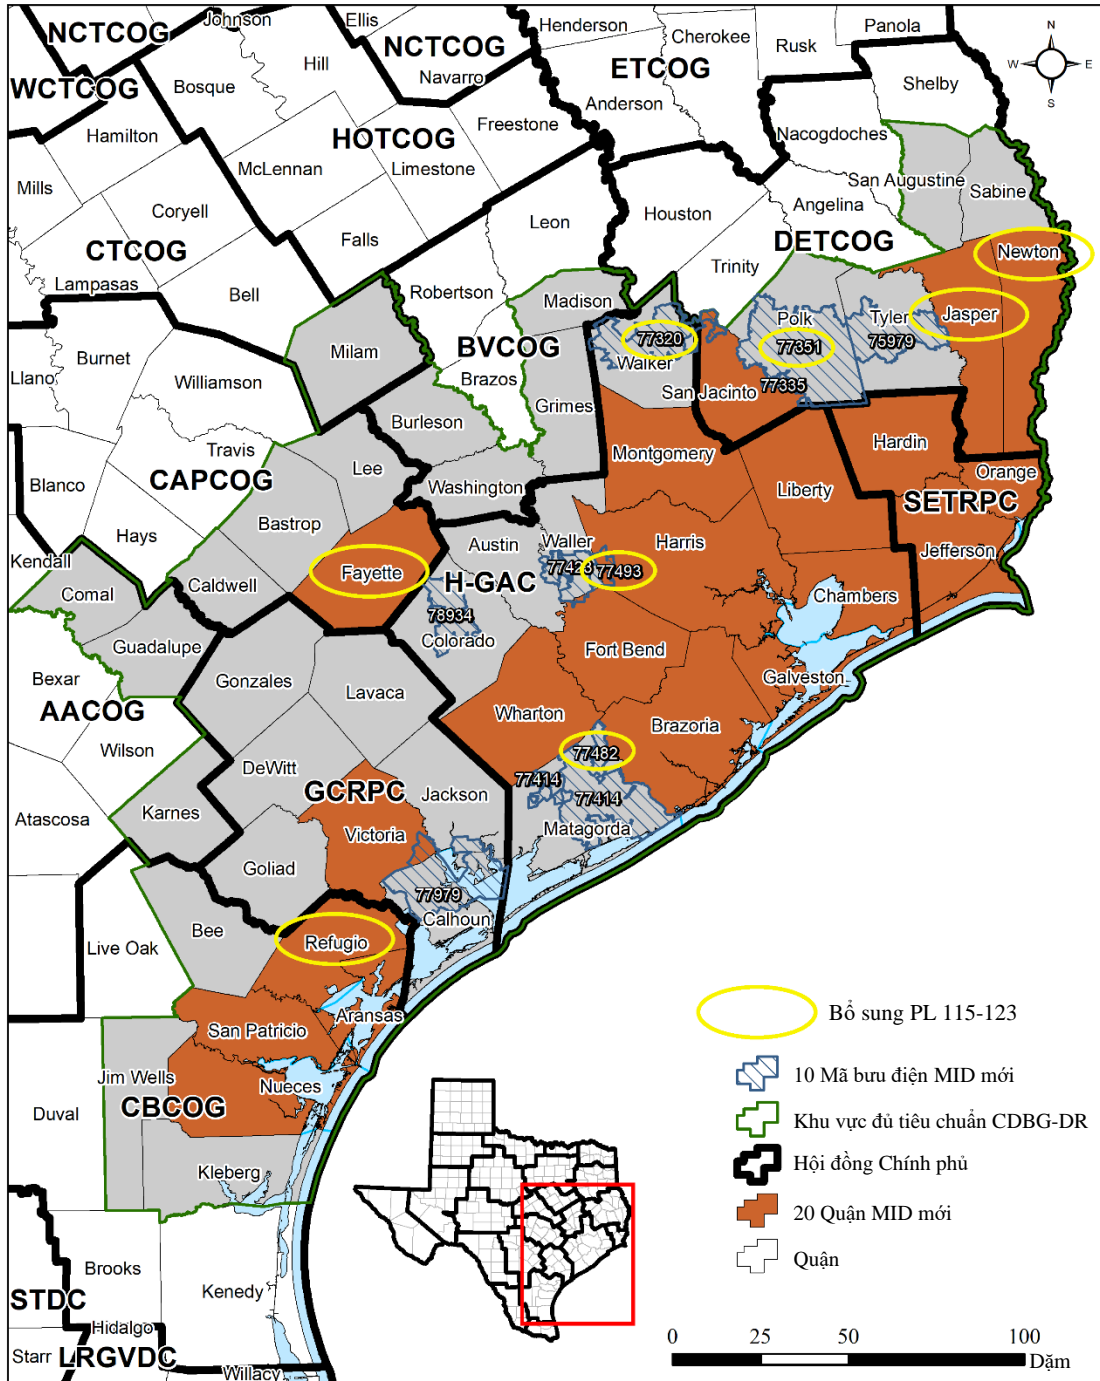 Johnson
Ellis
Henderson
Panola
NCTCOG
NCTCOG
Cherokee
Rusk
N
W
E
S
Hill
Navarro
ETCOG
Bosque
WCTCOG
Shelby
Anderson
Freestone
Hamilton
HOTCOG
Nacogdoches
McLennan
Limestone
Mills
San Augustine
Sabine
Coryell
Leon
Houston
Angelina
Falls
DETCOG
CTCOG
Newton
Trinity
Lampasas
Bell
Robertson
Madison
Polk
Tyler
Jasper
77320
77351
75979
Milam
BVCOG
Burnet
Walker
Brazos
Llano
Williamson
San Jacinto
77335
Grimes
Burleson
Hardin
Travis
Montgomery
Lee
CAPCOG
Orange
Blanco
Washington
Liberty
SETRPC
Bastrop
Hays
Austin
Waller
Harris
Jefferson
Kendall
Fayette
77423
77493
H-GAC
Caldwell
Comal
Chambers
78934
Colorado
Guadalupe
Fort Bend
Bexar
Gonzales
Galveston
Lavaca
AACOG
Wharton
Brazoria
Wilson
77482
DeWitt
77414
GCRPC
Jackson
77414
Karnes
Atascosa
Victoria
Matagorda
Goliad
77979
Calhoun
Bee
Live Oak
Refugio
Bổ sung PL 115-123
Aransas
San Patricio
10 Mã bưu điện MID mới
Jim Wells
Nueces
Duval
CBCOG
Khu vực đủ tiêu chuẩn CDBG-DR
Hội đồng Chính phủ
Kleberg
20 Quận MID mới
Quận
Brooks
Kenedy
STDC
Hidalgo
0 25 50 100
Dặm
Starr
LRGVDC
Willacy